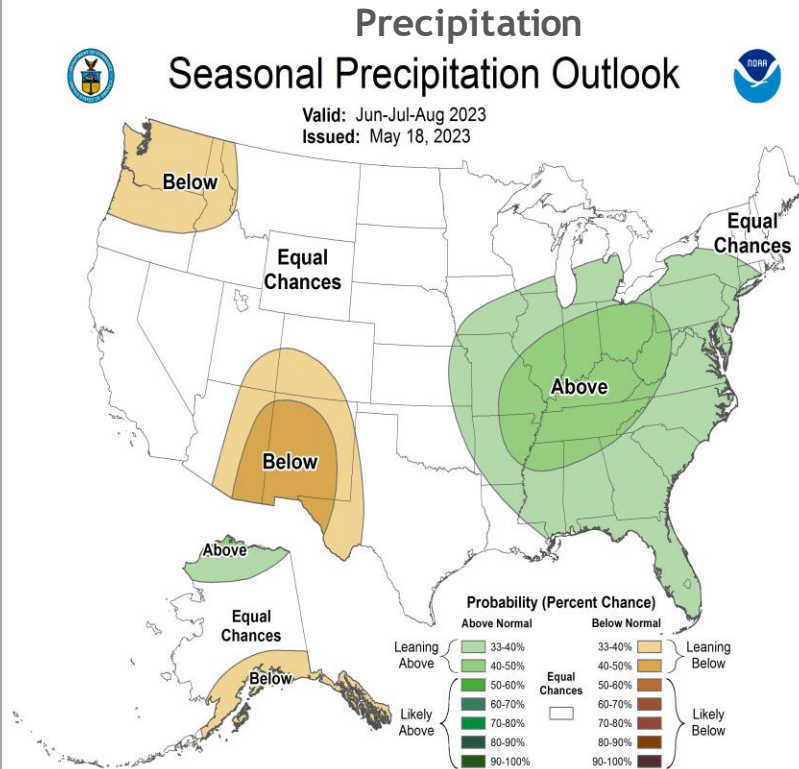 Precipitation
Seasonal Precipitation Outlook
NOAA
Valid: Jun-Jul-Aug 2023
Issued: May 18, 2023
Below
Equal
Chances
Equal
Chances
Above
Below
Above
Equal
Chances
Below
Probability (Percent Chance)
Above Normal Below Normal
Leaning
Above
33-40%
40-50%
Likely
Above
50-60%
60-70%
70-80%
80-90%
90-100%
Equal
Chances
33-40%
40-50%
Leaning
Below
50-60%
60-70%
70-80%
80-90%
90-100%
Likely
Below